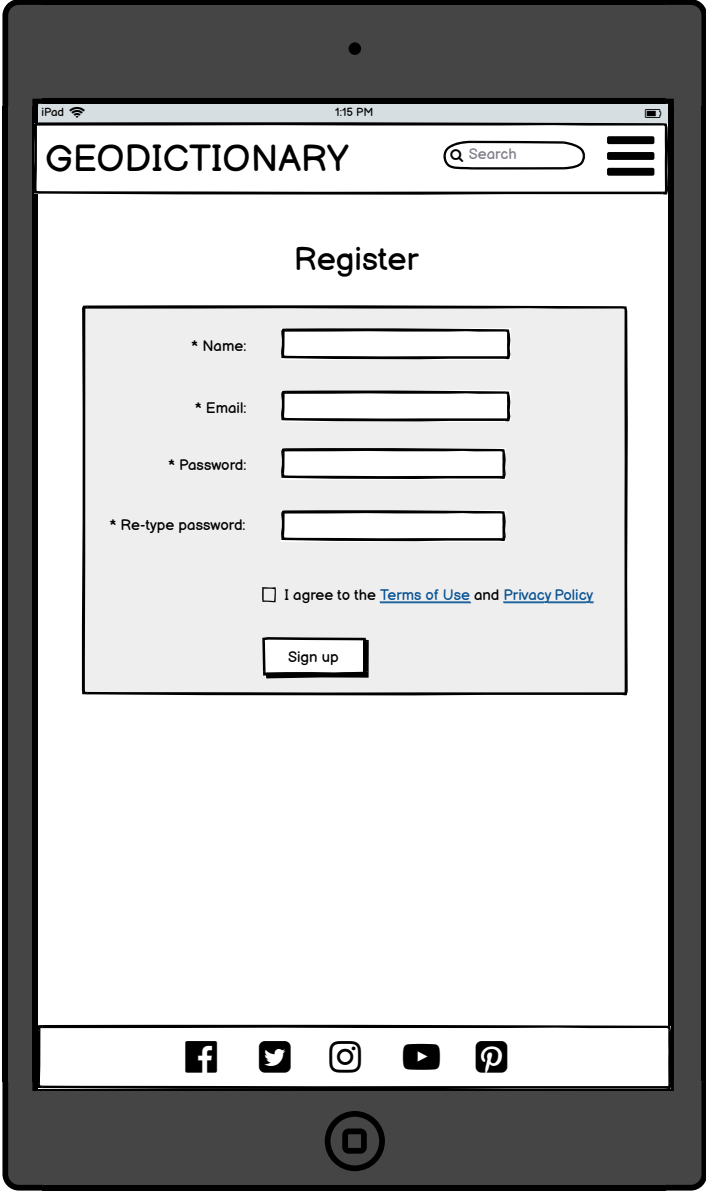 iPad 1:15 PM
GEODICTIONARY Search
Register
* Name:
* Email:
* Password:
* Re-type password:
I agree to the Terms of Use and Privacy Policy
Sign up